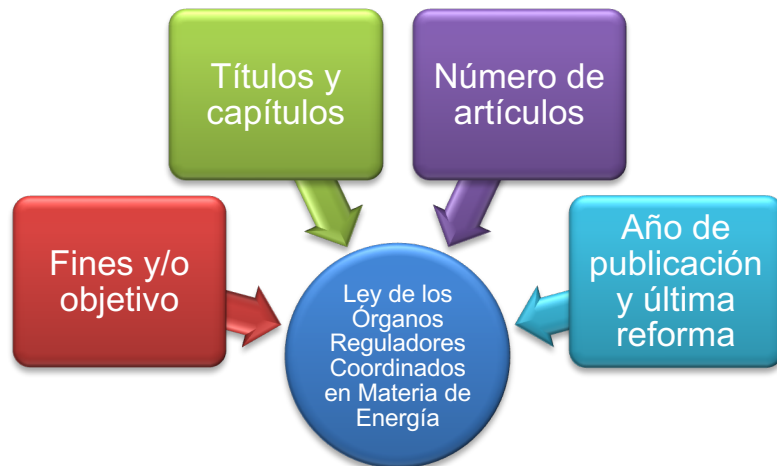 Títulos y
capítulos
Número de
artículos
Fines y/o
objetivo
Año de
publicación
y última
reforma
Ley de los
Órganos
Reguladores
Coordinados
en Materia de
Energía